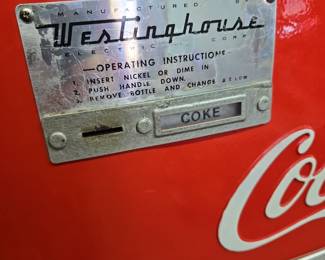 MANUFACTURED BY
Westinghouse
ELECTRIC CORP.
—OPERATING INSTRUCTIONS—
1. INSERT NICKEL OR DIME IN
2. PUSH HANDLE DOWN.
3. REMOVE BOTTLE AND CHANGE BELOW
COKE
Co